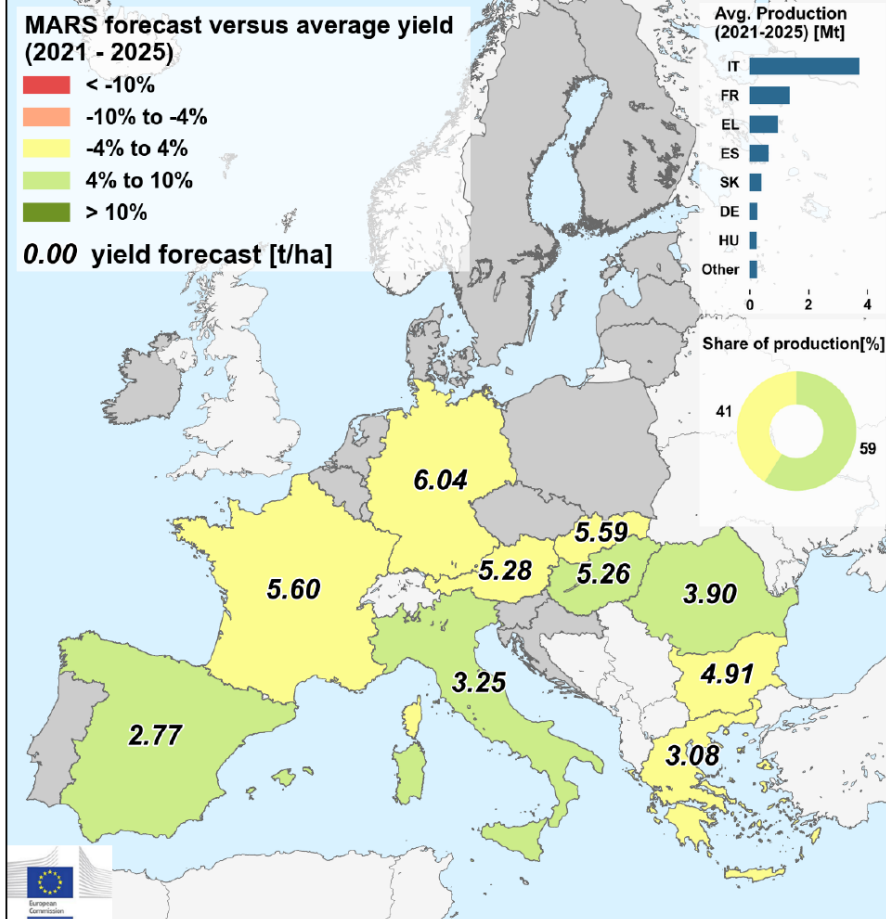 MARS forecast versus average yield
(2021 - 2025)
< -10%
-10% to -4%
-4% to 4%
4% to 10%
> 10%
0.00 yield forecast [t/ha]
Avg. Production
(2021-2025) [Mt]
IT
FR
EL
ES
SK
DE
HU
Other
0 2 4
Share of production[%]
41
59
6.04
5.59
5.60
5.28
5.26
3.90
4.91
3.25
2.77
3.08
European
Commission